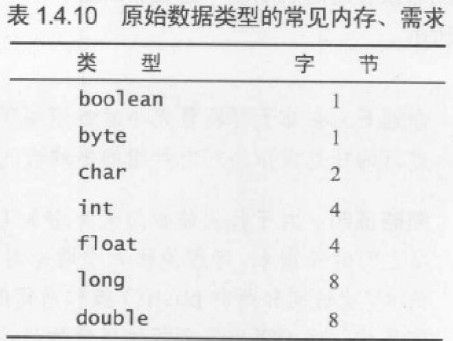 表 1.4.10 原始数据类型的常见内存、需求
类 型 字 节
boolean 1
byte 1
char 2
int 4
float 4
long 8
double 8